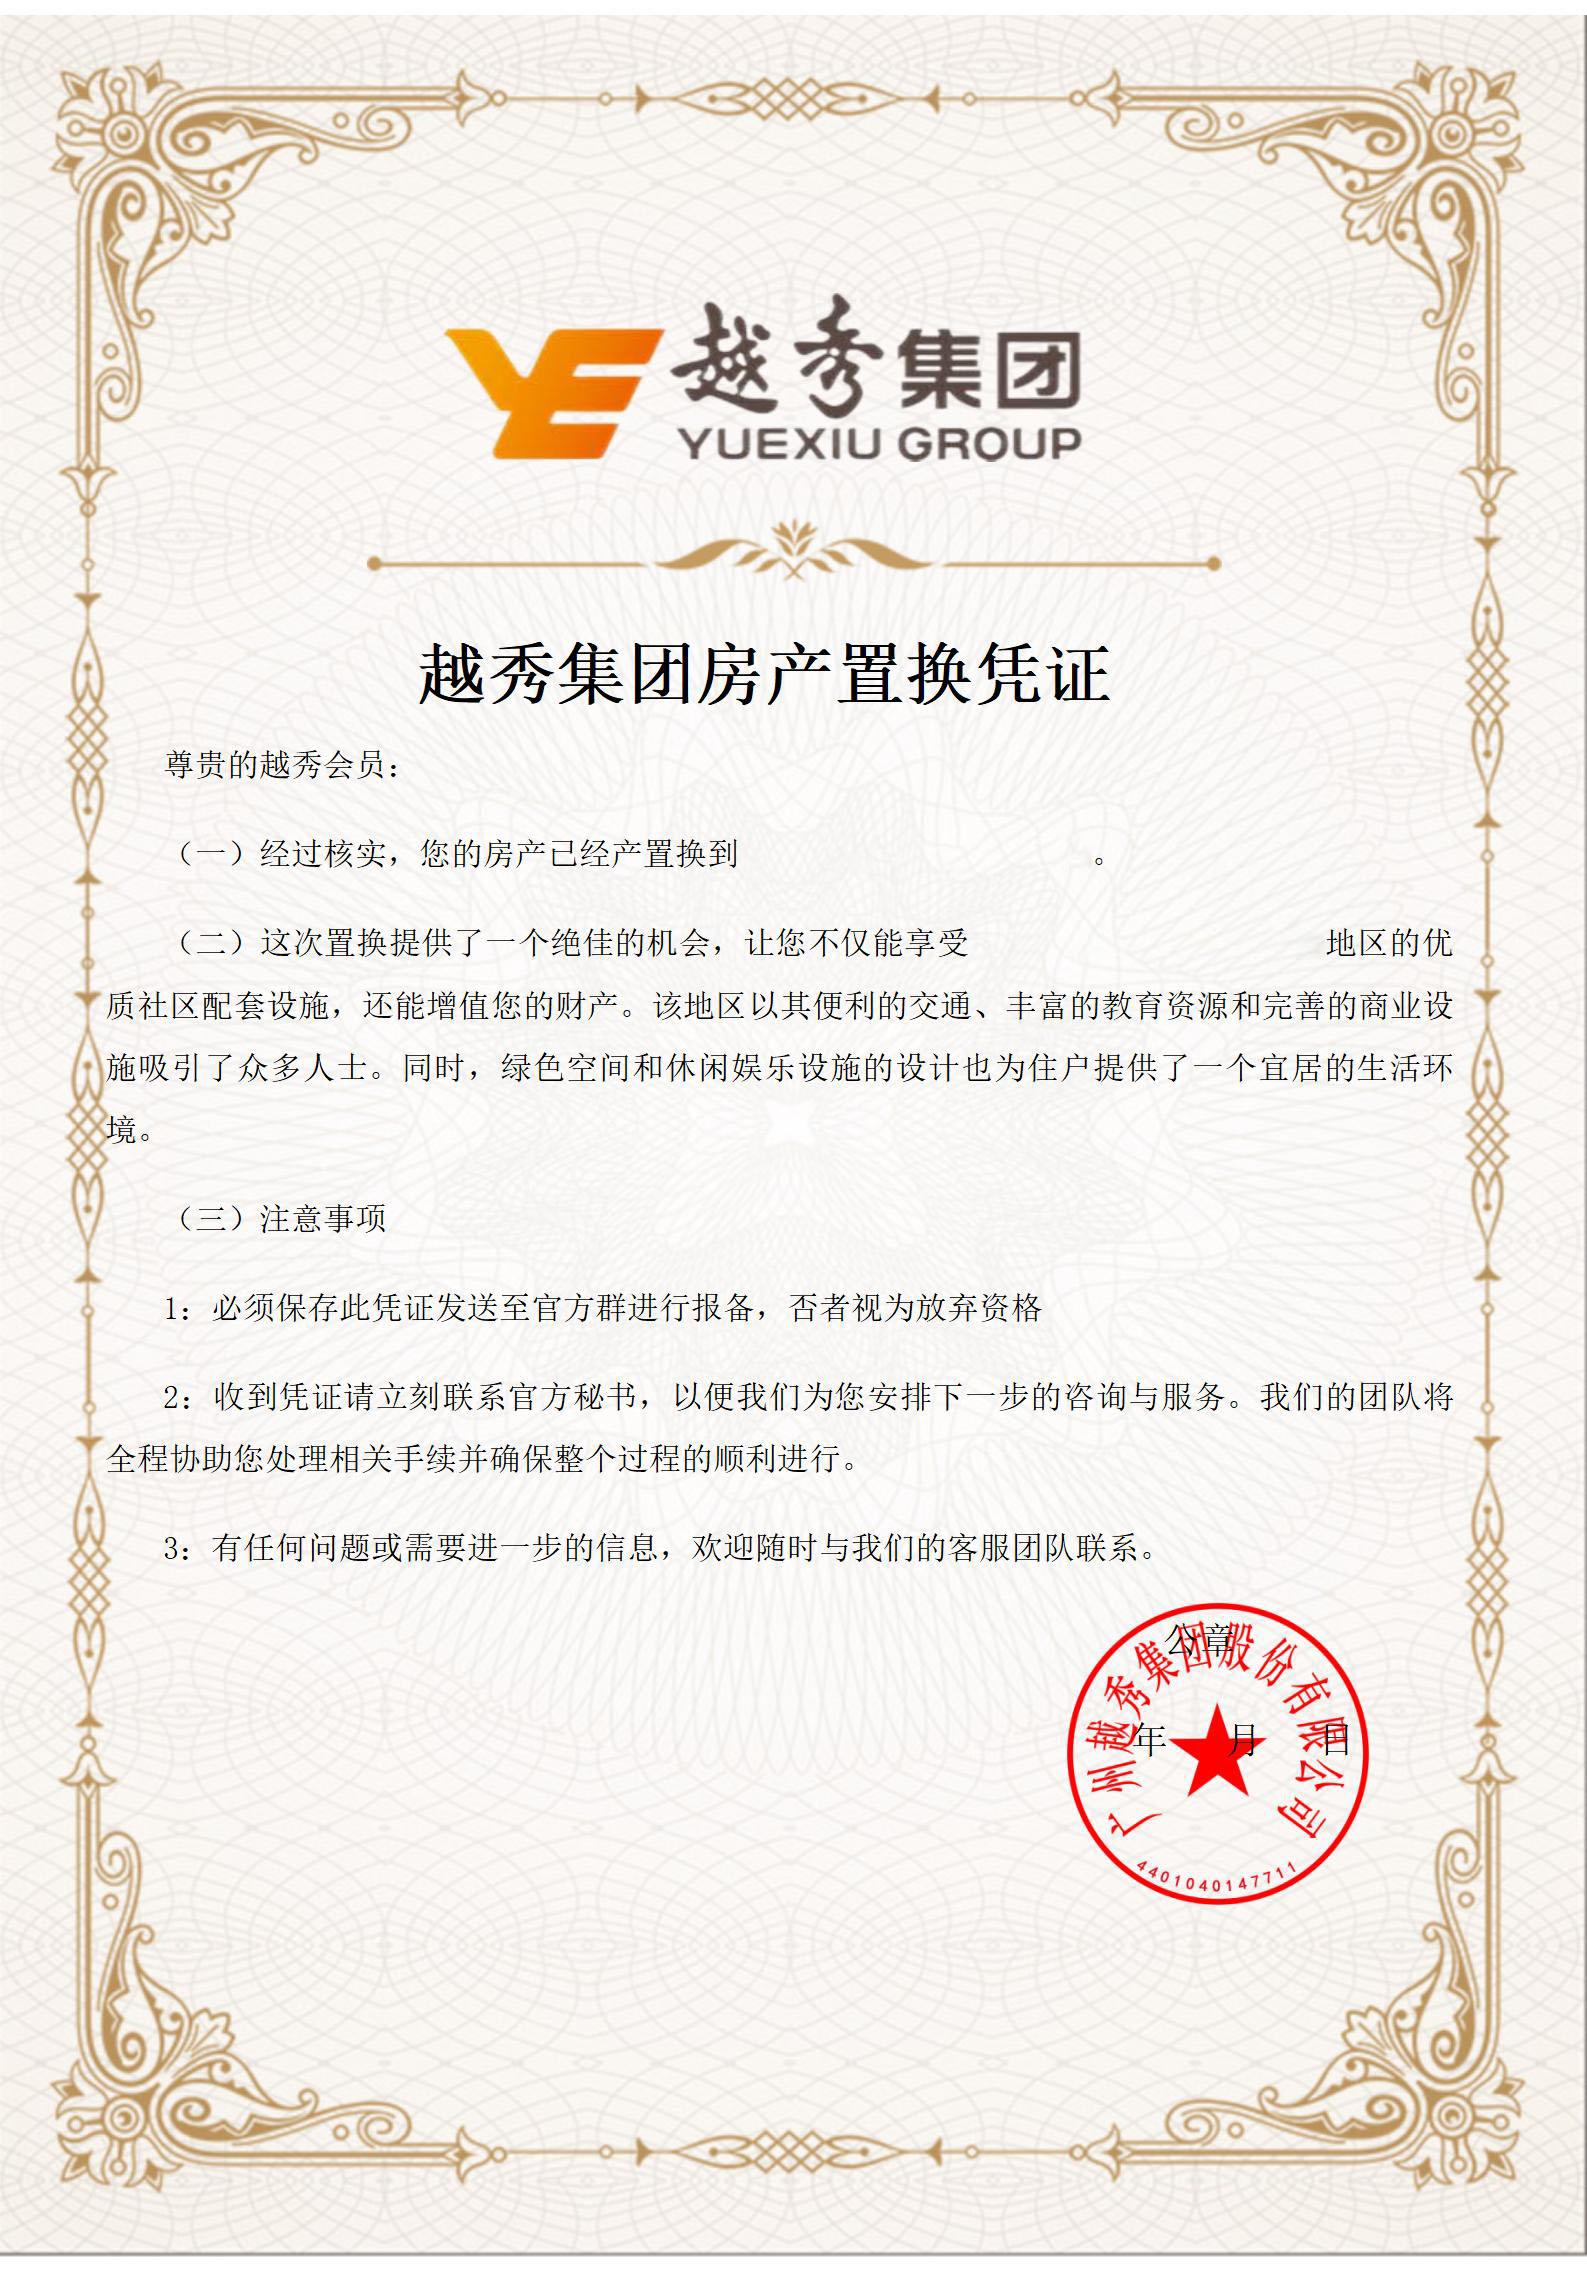 越秀集团
YUEXIU GROUP
越秀集团房产置换凭证
尊贵的越秀会员：
（一）经过核实，您的房产已经产置换到 。
（二）这次置换提供了一个绝佳的机会，让您不仅能享受 地区的优
质社区配套设施，还能增值您的财产。该地区以其便利的交通、丰富的教育资源和完善的商业设
施吸引了众多人士。同时，绿色空间和休闲娱乐设施的设计也为住户提供了一个宜居的生活环
境。
（三）注意事项
1：必须保存此凭证发送至官方群进行报备，否者视为放弃资格
2：收到凭证请立刻联系官方秘书，以便我们为您安排下一步的咨询与服务。我们的团队将
全程协助您处理相关手续并确保整个过程的顺利进行。
3：有任何问题或需要进一步的信息，欢迎随时与我们的客服团队联系。
公章
年 月 日
广州越秀集团股份有限公司
4401040147711